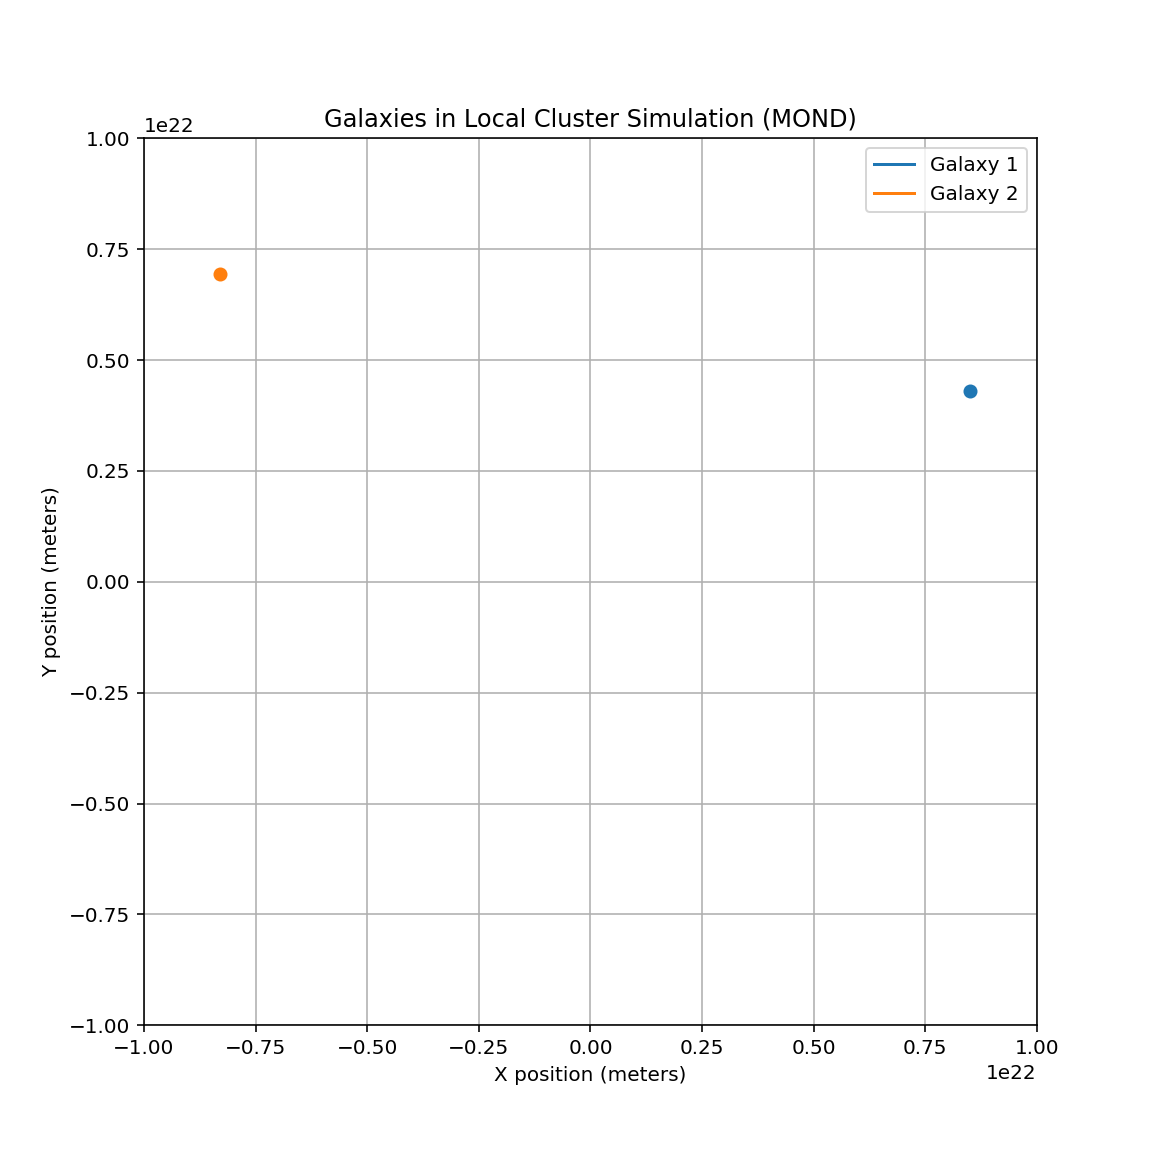 Galaxies in Local Cluster Simulation (MOND)
1e22
Galaxy 1
Galaxy 2
1.00
0.75
0.50
0.25
0.00
−0.25
−0.50
−0.75
−1.00
Y position (meters)
−1.00 −0.75 −0.50 −0.25 0.00 0.25 0.50 0.75 1.00
X position (meters)
1e22